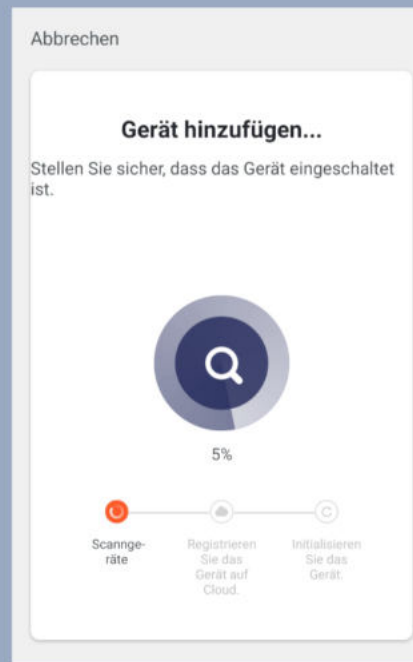 Abbrechen
Gerät hinzufügen...
Stellen Sie sicher, dass das Gerät eingeschaltet
ist.
5%
Scannge-
räte
Registrieren
Sie das
Gerät auf
Cloud.
Initialisieren
Sie das
Gerät.